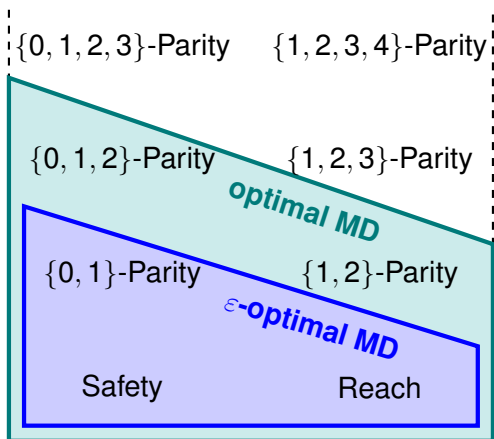 {0, 1, 2, 3}-Parity {1, 2, 3, 4}-Parity
{0, 1, 2}-Parity {1, 2, 3}-Parity
optimal MD
{0, 1}-Parity {1, 2}-Parity
ε-optimal MD
Safety Reach